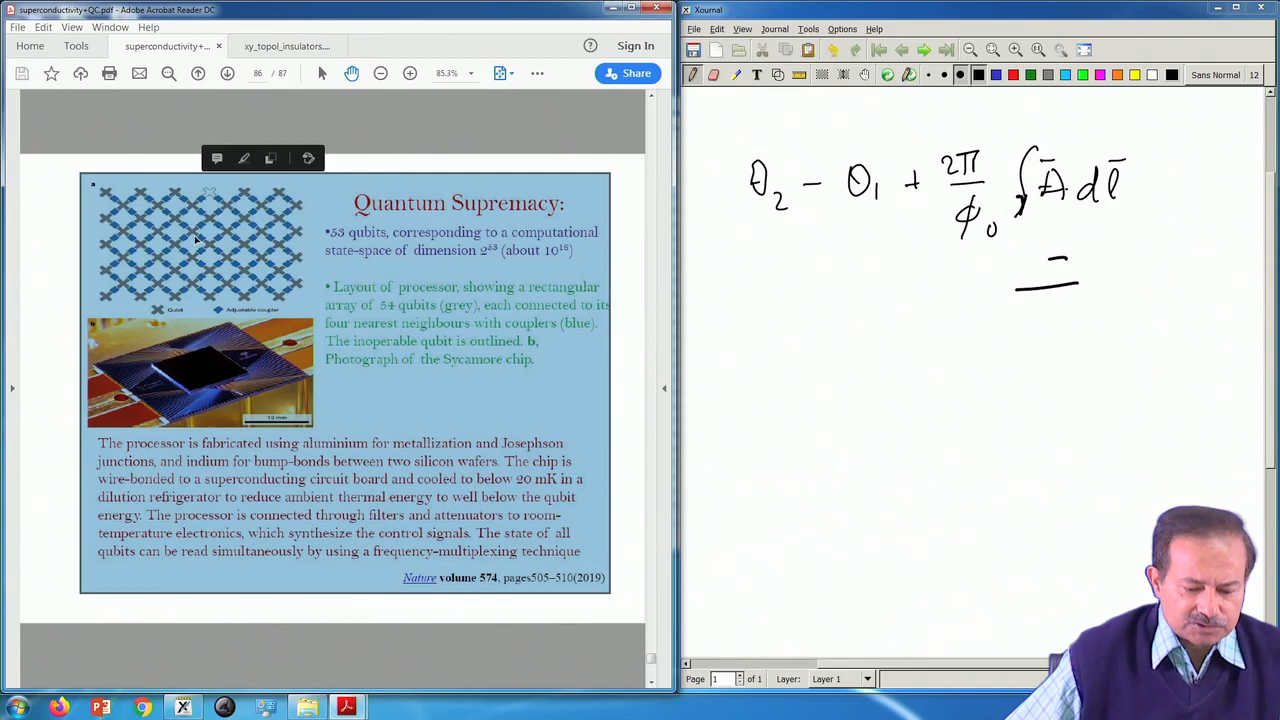 superconductivity+QC.pdf - Adobe Acrobat Reader DC
File Edit View Window Help
Home Tools superconductivity+... × xy_topol_insulators.... Sign In
86 / 87 85.3% Share
a
Quantum Supremacy:
•53 qubits, corresponding to a computational
state-space of dimension 2⁵³ (about 10¹⁶)
• Layout of processor, showing a rectangular
array of 54 qubits (grey), each connected to its
four nearest neighbours with couplers (blue).
The inoperable qubit is outlined. b,
Photograph of the Sycamore chip.
Qubit Adjustable coupler
b
10 mm
The processor is fabricated using aluminium for metallization and Josephson
junctions, and indium for bump-bonds between two silicon wafers. The chip is
wire-bonded to a superconducting circuit board and cooled to below 20 mK in a
dilution refrigerator to reduce ambient thermal energy to well below the qubit
energy. The processor is connected through filters and attenuators to room-
temperature electronics, which synthesize the control signals. The state of all
qubits can be read simultaneously by using a frequency-multiplexing technique
Nature volume 574, pages505–510(2019)
Xournal
File Edit View Journal Tools Options Help
Sans Normal 12
θ₂ − θ₁ + 2π/ϕ₀ ∫ Ā dl̄
Page 1 of 1 Layer: Layer 1